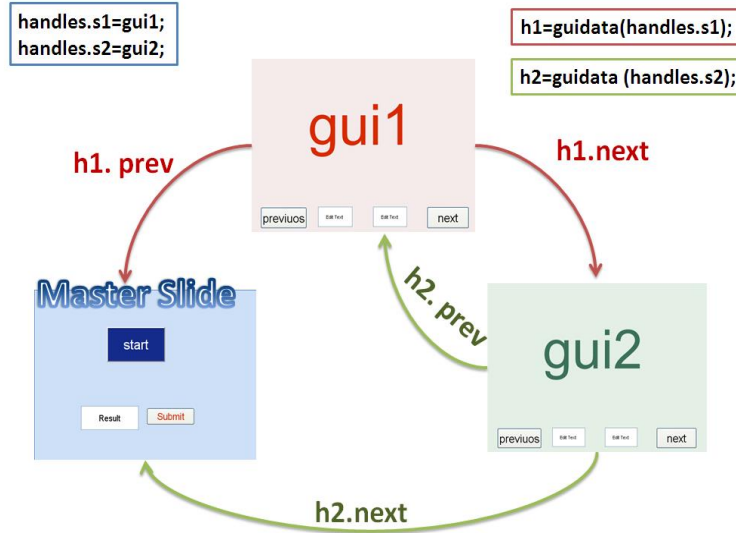 handles.s1=gui1;
handles.s2=gui2;
h1=guidata(handles.s1);
h2=guidata (handles.s2);
gui1
previuos
Edit Text
Edit Text
next
h1. prev
h1.next
Master Slide
start
Result
Submit
h2. prev
gui2
previuos
Edit Text
Edit Text
next
h2.next